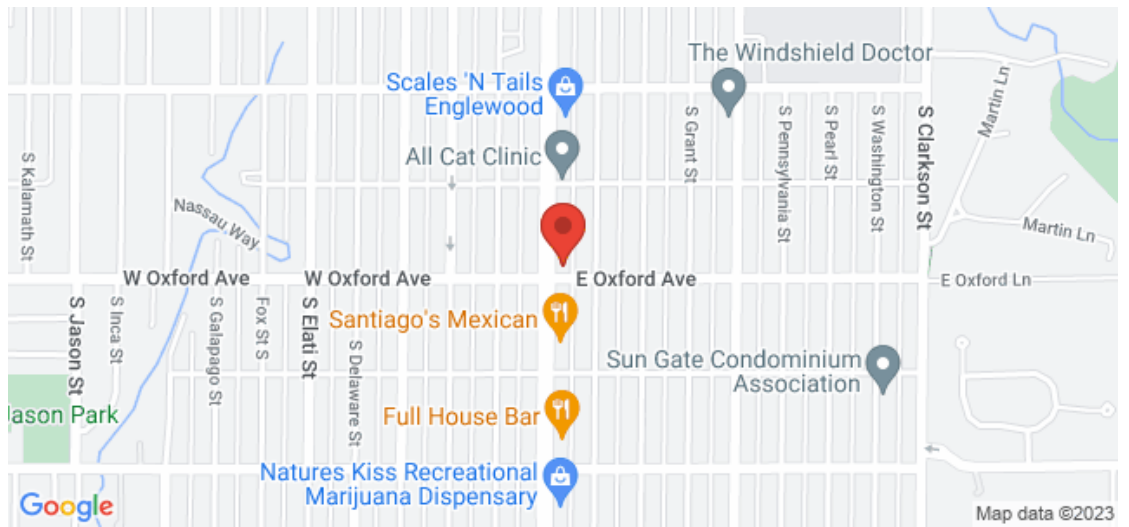 The Windshield Doctor
Scales 'N Tails
Englewood
All Cat Clinic
S Kalamath St
S Grant St
S Pennsylvania St
S Pearl St
S Washington St
S Clarkson St
Martin Ln
Nassau Way
Martin Ln
W Oxford Ave
W Oxford Ave
E Oxford Ave
E Oxford Ln
S Jason St
S Inca St
S Galapago St
Fox St S
S Elati St
S Delaware St
Santiago's Mexican
Sun Gate Condominium
Association
Jason Park
Full House Bar
Natures Kiss Recreational
Marijuana Dispensary
Google
Map data ©2023